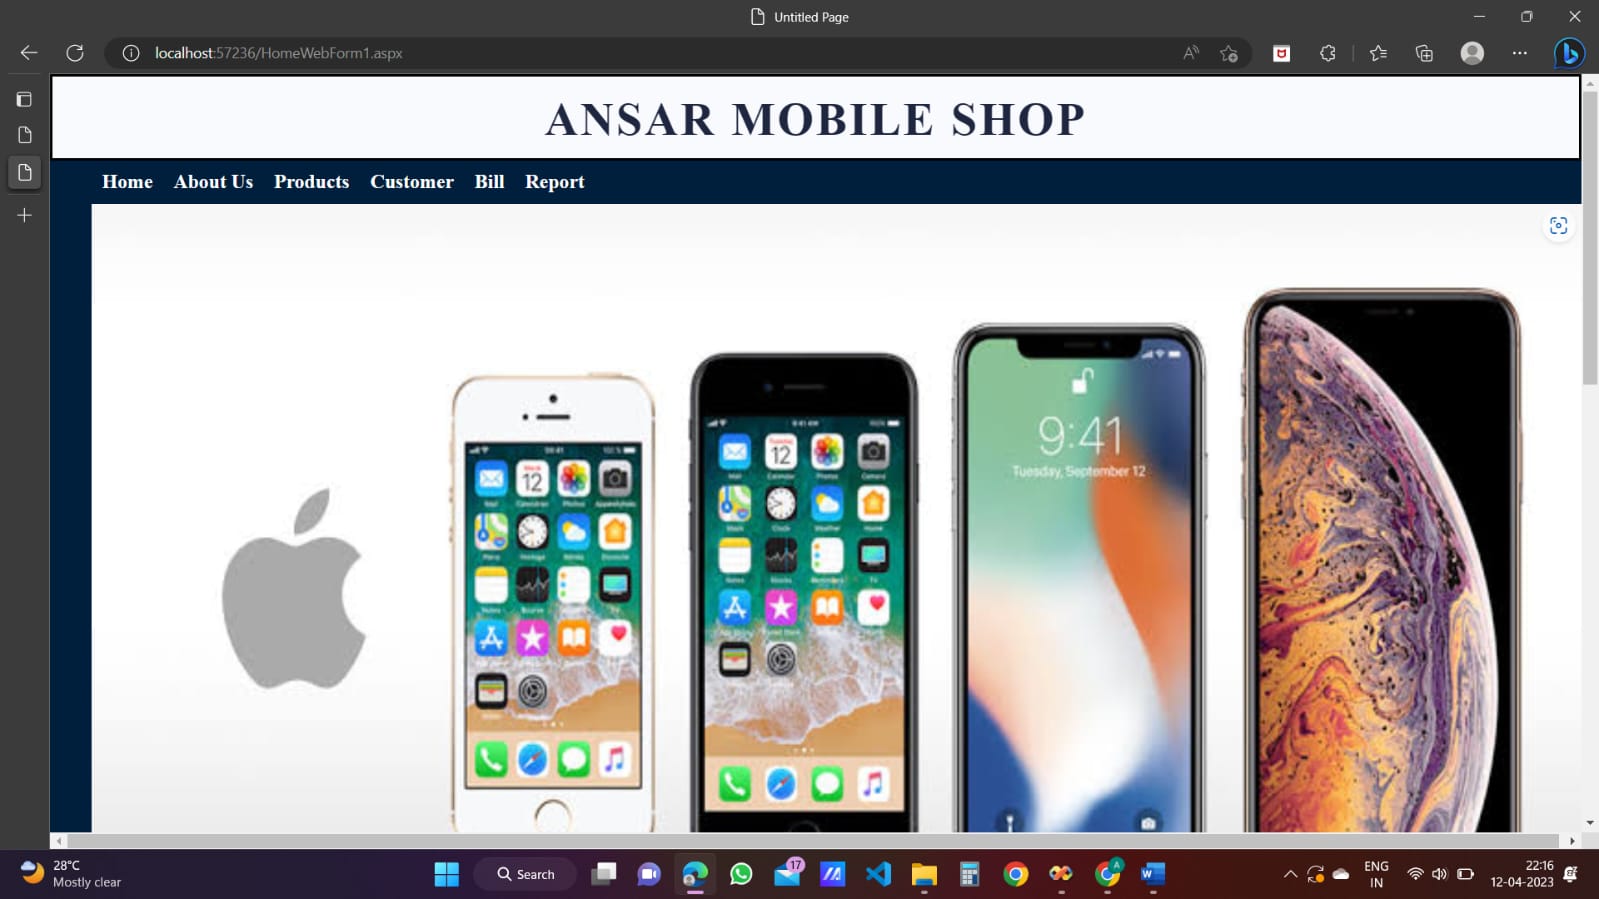 Untitled Page
localhost:57236/HomeWebForm1.aspx
ANSAR MOBILE SHOP
Home About Us Products Customer Bill Report
9:41
Tuesday, September 12
12
12
28°C
Mostly clear
Search
17
A
ENG
IN
22:16
12-04-2023